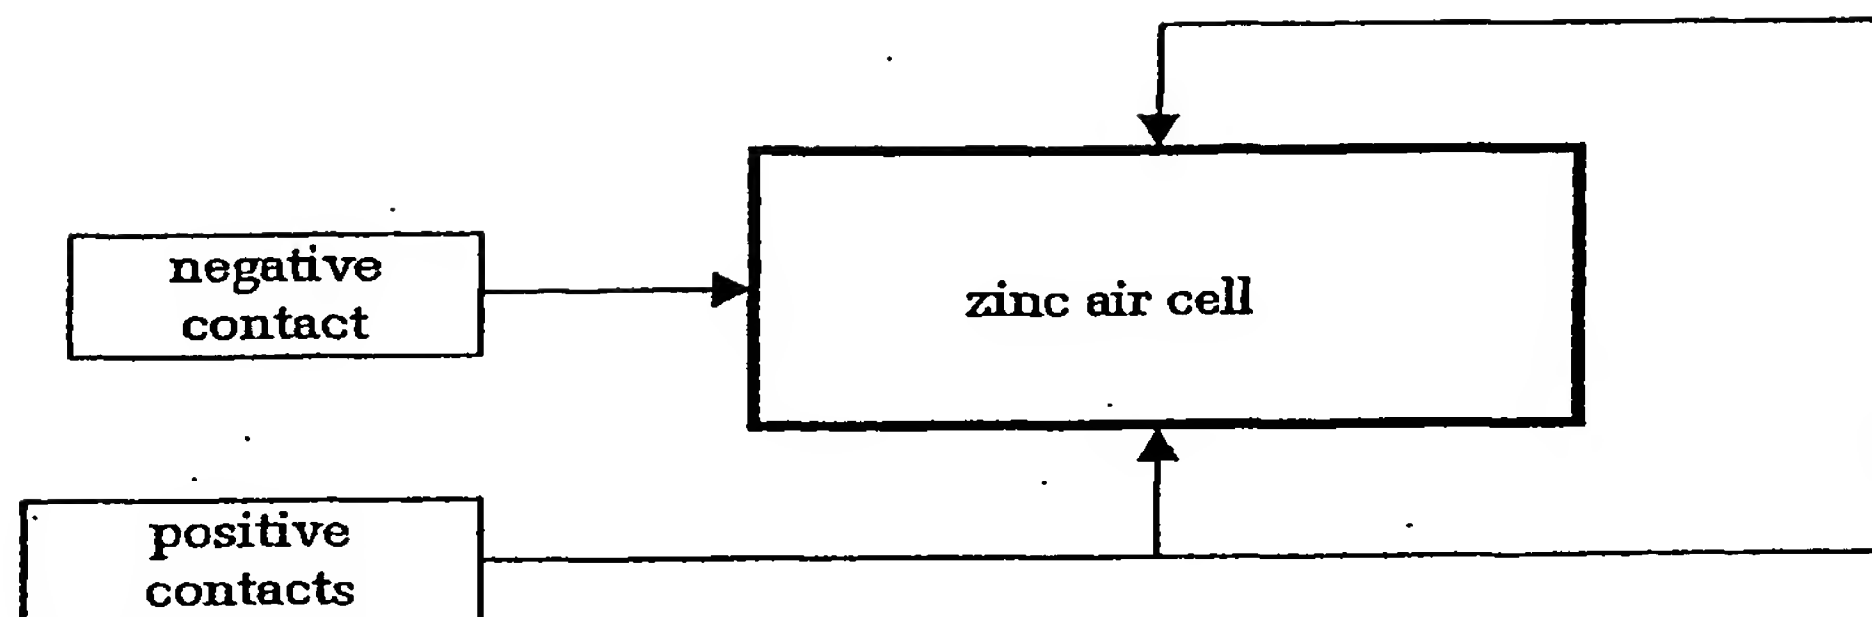 negative
contact
zinc air cell
positive
contacts